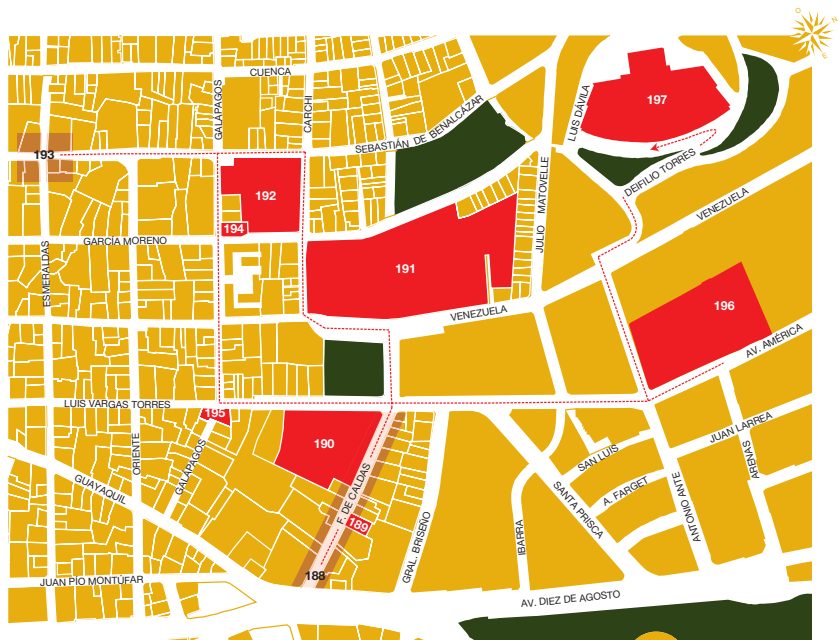 O
N
E
CUENCA
GALÁPAGOS
CARCHI
SEBASTIÁN DE BENALCÁZAR
LUIS DÁVILA
197
193
192
DEIFILIO TORRES
JULIO MATOVELLE
VENEZUELA
194
GARCÍA MORENO
ESMERALDAS
191
196
VENEZUELA
AV. AMÉRICA
LUIS VARGAS TORRES
195
190
ORIENTE
GALÁPAGOS
GUAYAQUIL
F. DE CALDAS
189
188
GRAL. BRISEÑO
SAN LUIS
JUAN LARREA
ARENAS
A. FARGET
SANTA PRISCA
ANTONIO ANTE
IBARRA
JUAN PÍO MONTÚFAR
AV. DIEZ DE AGOSTO